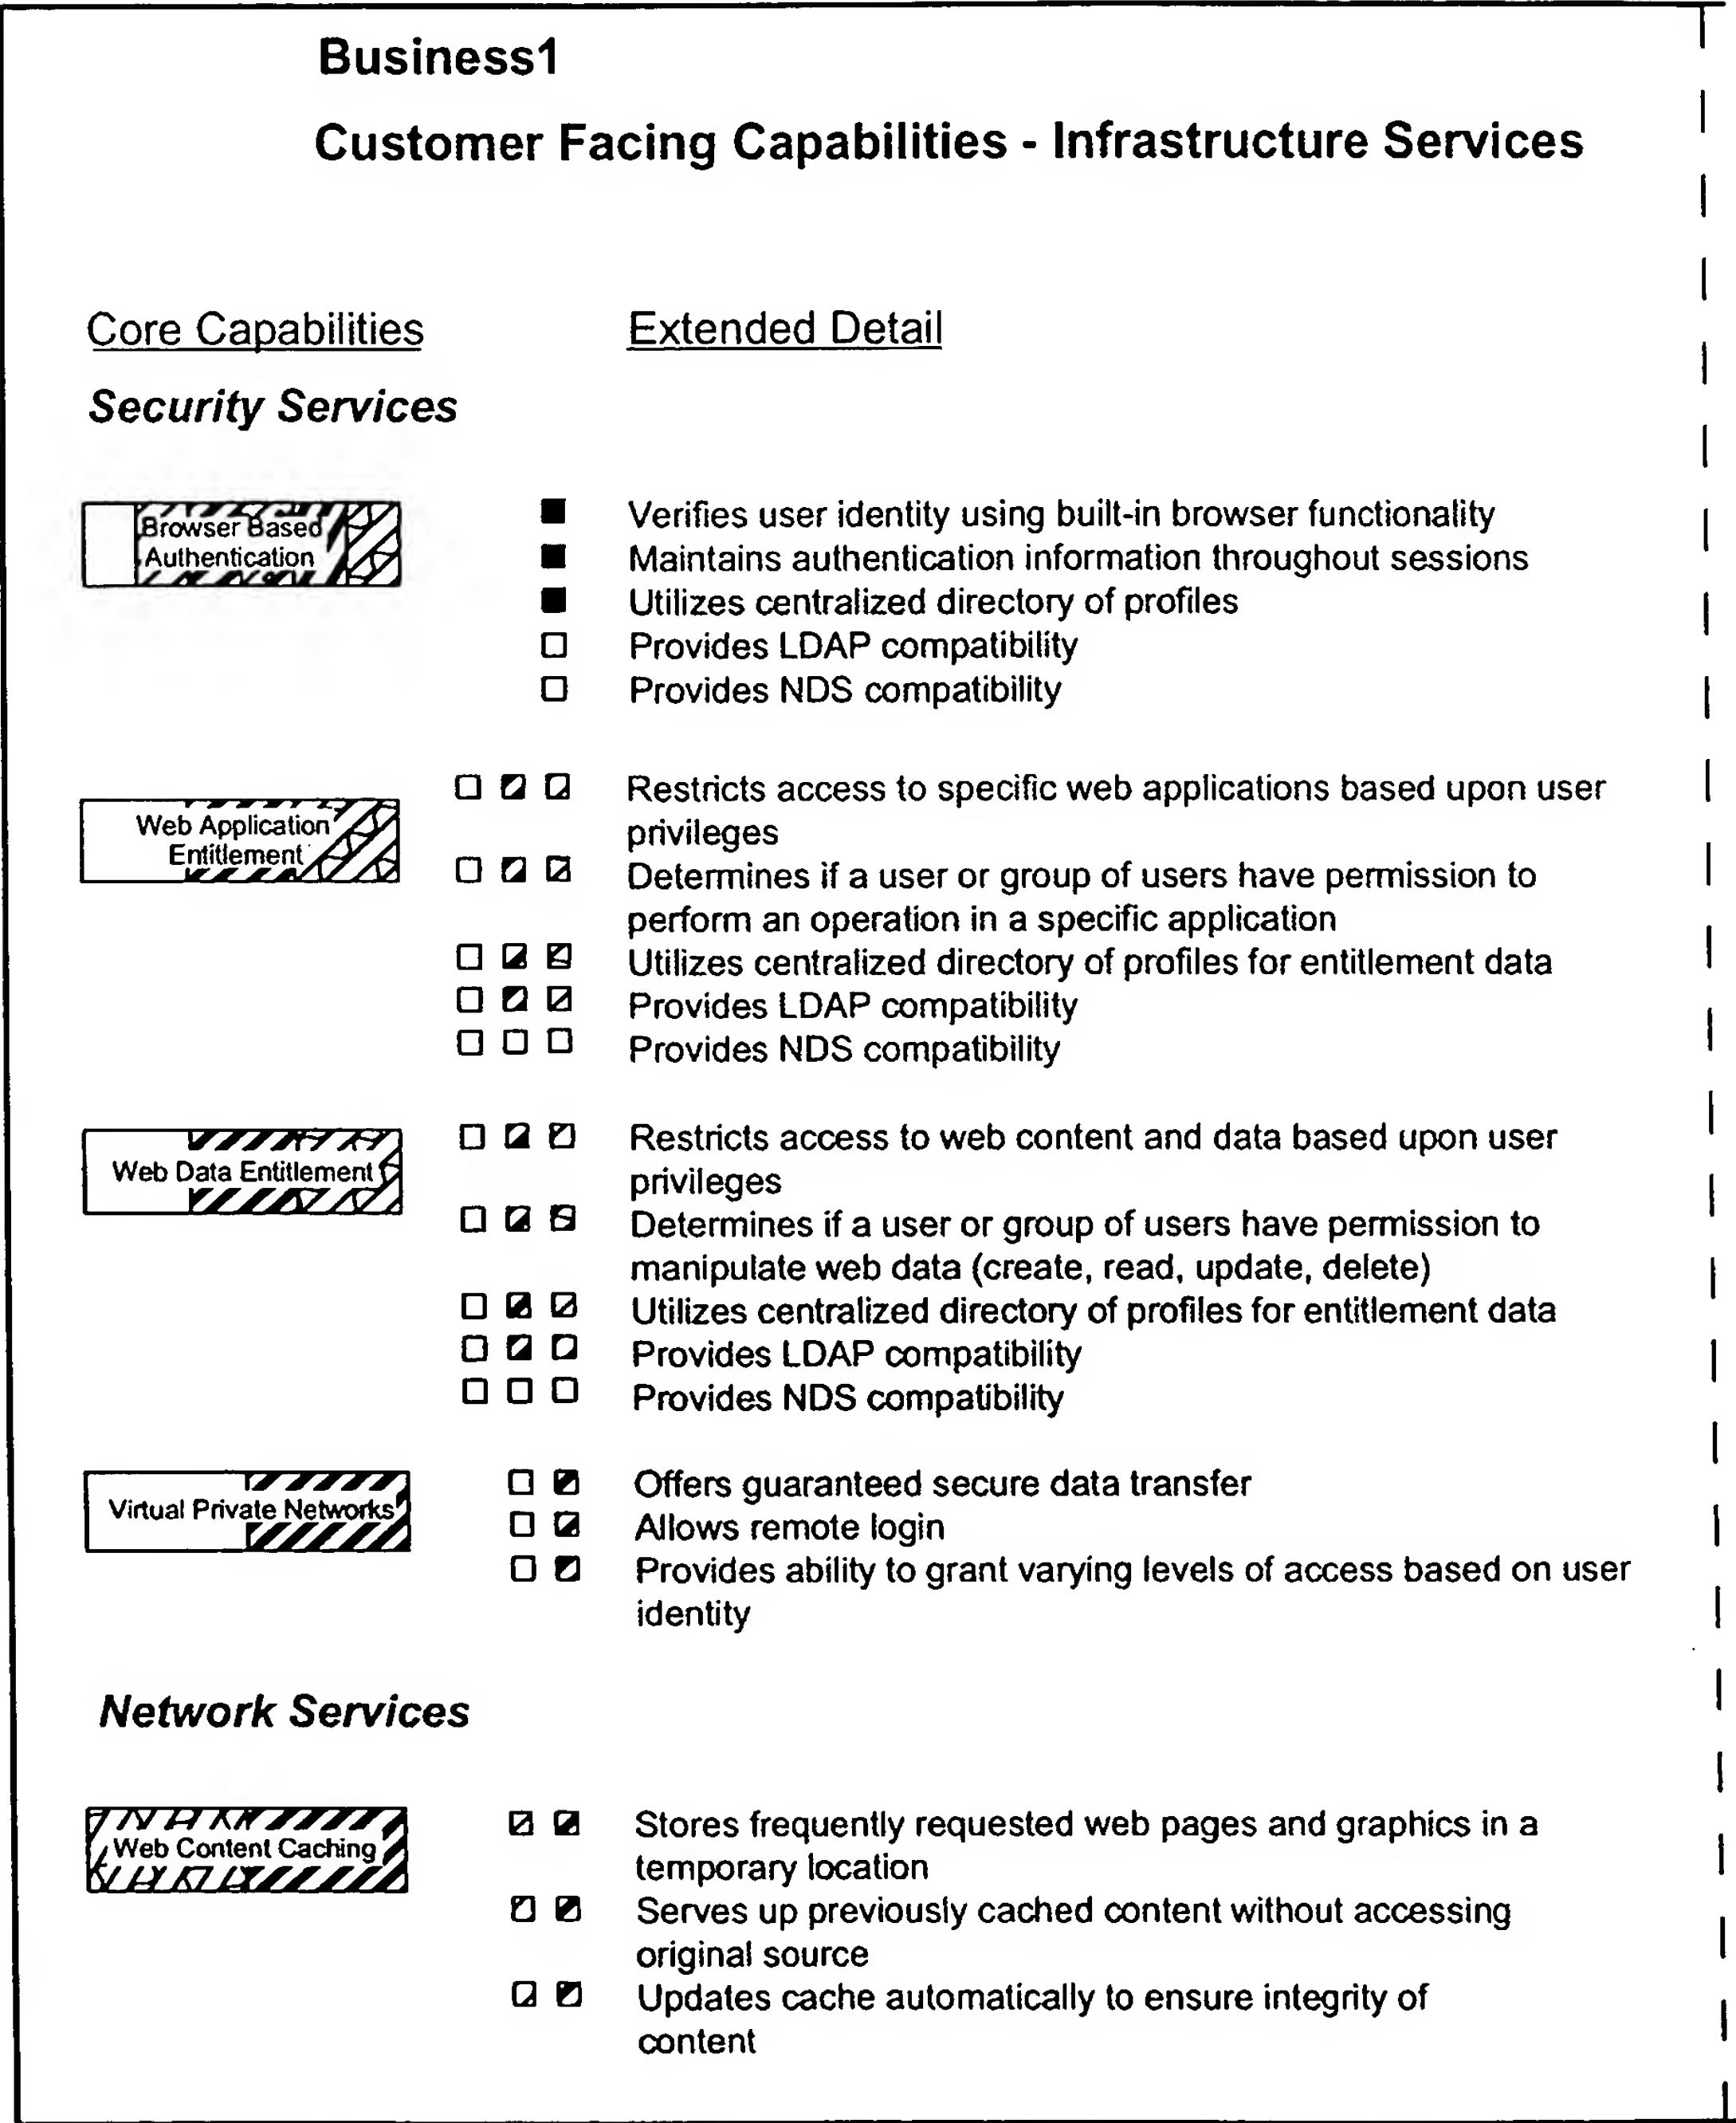 Business1
Customer Facing Capabilities - Infrastructure Services
Core Capabilities
Extended Detail
Security Services
Browser Based
Authentication
Verifies user identity using built-in browser functionality
Maintains authentication information throughout sessions
Utilizes centralized directory of profiles
Provides LDAP compatibility
Provides NDS compatibility
Web Application
Entitlement
Restricts access to specific web applications based upon user
privileges
Determines if a user or group of users have permission to
perform an operation in a specific application
Utilizes centralized directory of profiles for entitlement data
Provides LDAP compatibility
Provides NDS compatibility
Web Data Entitlement
Restricts access to web content and data based upon user
privileges
Determines if a user or group of users have permission to
manipulate web data (create, read, update, delete)
Utilizes centralized directory of profiles for entitlement data
Provides LDAP compatibility
Provides NDS compatibility
Virtual Private Networks
Offers guaranteed secure data transfer
Allows remote login
Provides ability to grant varying levels of access based on user
identity
Network Services
Web Content Caching
Stores frequently requested web pages and graphics in a
temporary location
Serves up previously cached content without accessing
original source
Updates cache automatically to ensure integrity of
content